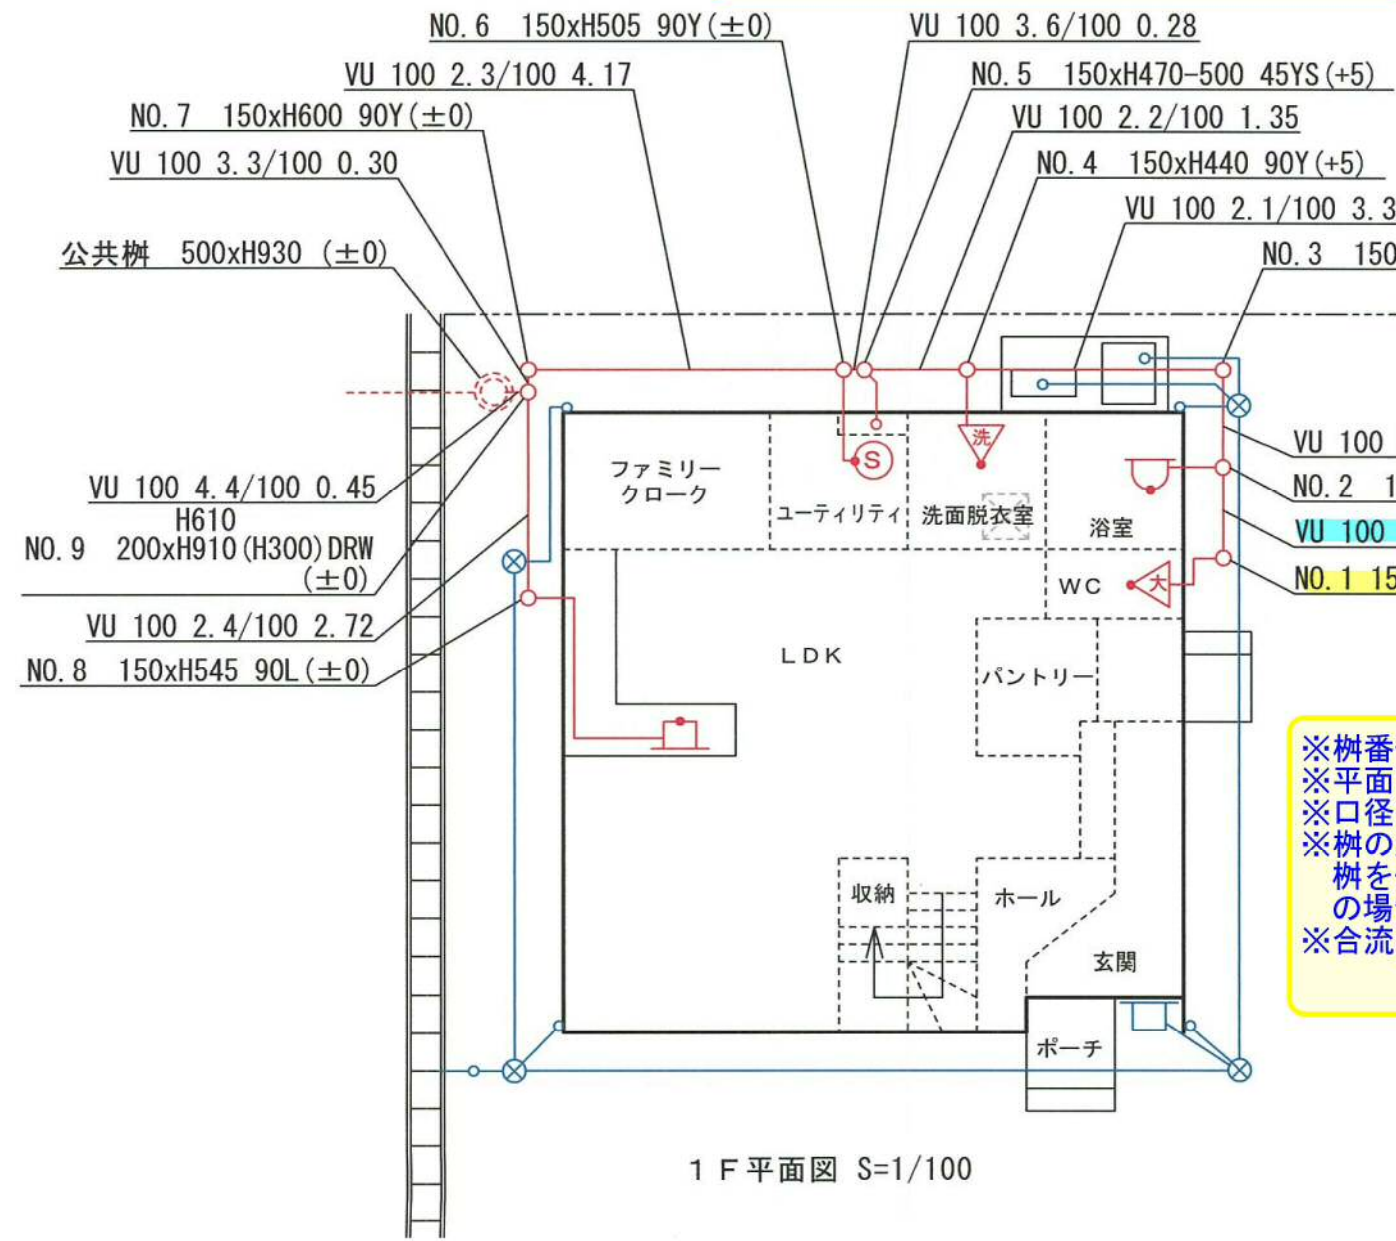 NO.6 150xH505 90Y(±0)
VU 100 3.6/100 0.28
VU 100 2.3/100 4.17
NO.5 150xH470-500 45YS(+5)
NO.7 150xH600 90Y(±0)
VU 100 2.2/100 1.35
VU 100 3.3/100 0.30
NO.4 150xH440 90Y(+5)
VU 100 2.1/100 3.3
公共桝 500xH930 (±0)
NO.3 150
VU 100
NO.2 1
VU 100
NO.1 15
VU 100 4.4/100 0.45
H610
NO.9 200xH910(H300)DRW
(±0)
VU 100 2.4/100 2.72
NO.8 150xH545 90L(±0)
ファミリー
クローク
S
ユーティリティ
洗
洗面脱衣室
浴室
WC
大
LDK
パントリー
収納
ホール
玄関
ポーチ
※桝番
※平面
※口径
※桝の
桝を
の場
※合流
1F平面図 S=1/100